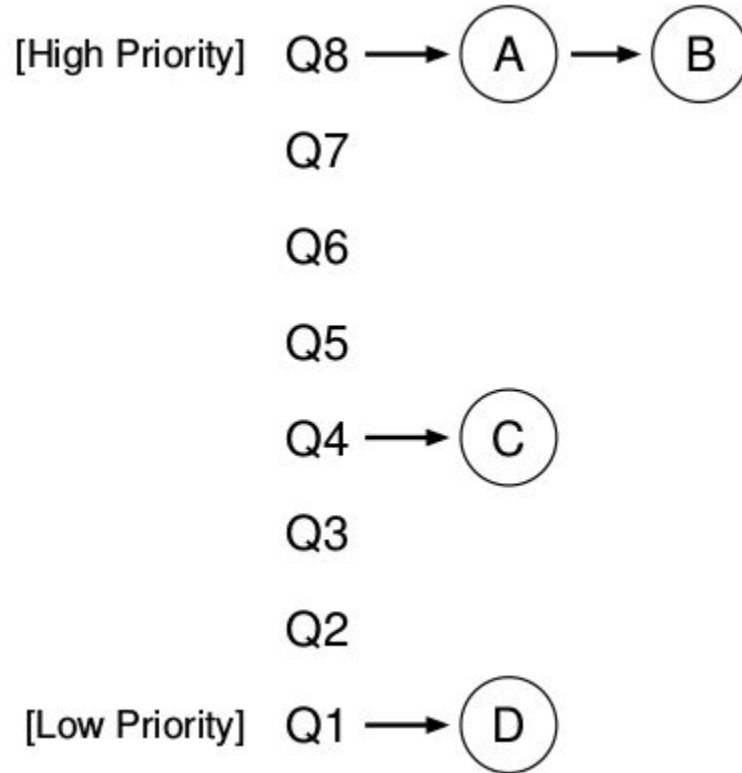 [High Priority] Q8 A B
Q7
Q6
Q5
Q4 C
Q3
Q2
[Low Priority] Q1 D